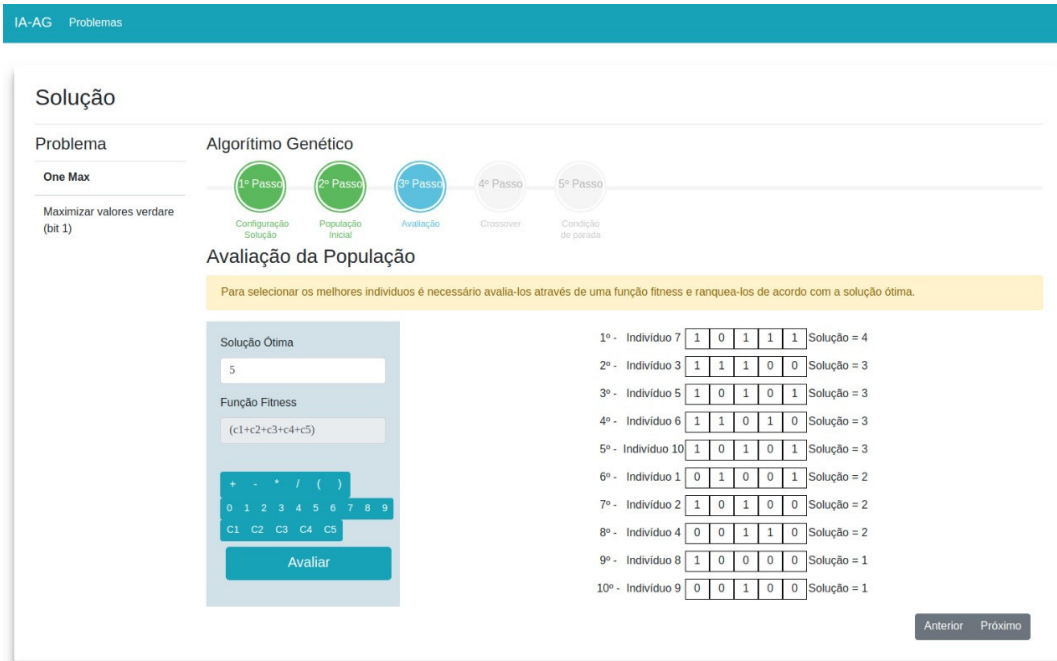 IA-AG Problemas
Solução
Problema
One Max
Maximizar valores verdare
(bit 1)
Algorítimo Genético
1º Passo 2º Passo 3º Passo 4º Passo 5º Passo
Configuração Solução População Inicial Avaliação Crossover Condição de parada
Avaliação da População
Para selecionar os melhores individuos é necessário avalia-los através de uma função fitness e ranquea-los de acordo com a solução ótima.
Solução Ótima
5
Função Fitness
(c1+c2+c3+c4+c5)
+ - * / ( )
0 1 2 3 4 5 6 7 8 9
C1 C2 C3 C4 C5
Avaliar
1º - Indivíduo 7 1 0 1 1 1 Solução = 4
2º - Indivíduo 3 1 1 1 0 0 Solução = 3
3º - Indivíduo 5 1 0 1 0 1 Solução = 3
4º - Indivíduo 6 1 1 0 1 0 Solução = 3
5º - Indivíduo 10 1 0 1 0 1 Solução = 3
6º - Indivíduo 1 0 1 0 0 1 Solução = 2
7º - Indivíduo 2 1 0 1 0 0 Solução = 2
8º - Indivíduo 4 0 0 1 1 0 Solução = 2
9º - Indivíduo 8 1 0 0 0 0 Solução = 1
10º - Indivíduo 9 0 0 1 0 0 Solução = 1
Anterior Próximo